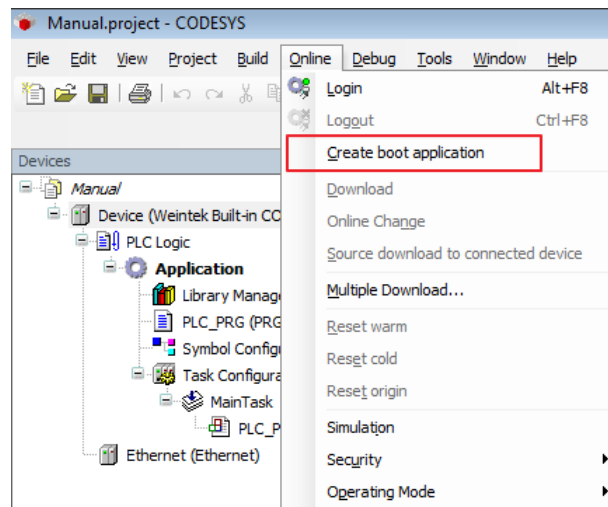 Manual.project - CODESYS
File Edit View Project Build Online Debug Tools Window Help
Login Alt+F8
Logout Ctrl+F8
Create boot application
Download
Online Change
Source download to connected device
Multiple Download...
Reset warm
Reset cold
Reset origin
Simulation
Security
Operating Mode
Devices
Manual
Device (Weintek Built-in CO
PLC Logic
Application
Library Manag
PLC_PRG (PRG
Symbol Config
Task Configura
MainTask
PLC_P
Ethernet (Ethernet)